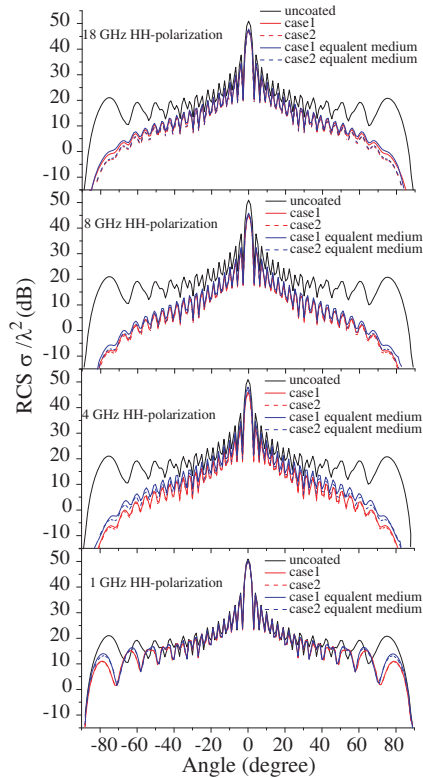 50
40
30
20
10
0
-10
18 GHz HH-polarization
uncoated
case1
case2
case1 equalent medium
case2 equalent medium
50
40
30
20
10
0
-10
8 GHz HH-polarization
uncoated
case1
case2
case1 equalent medium
case2 equalent medium
50
40
30
20
10
0
-10
4 GHz HH-polarization
uncoated
case1
case2
case1 equalent medium
case2 equalent medium
50
40
30
20
10
0
-10
1 GHz HH-polarization
uncoated
case1
case2
case1 equalent medium
case2 equalent medium
RCS σ/λ² (dB)
-80 -60 -40 -20 0 20 40 60 80
Angle (degree)